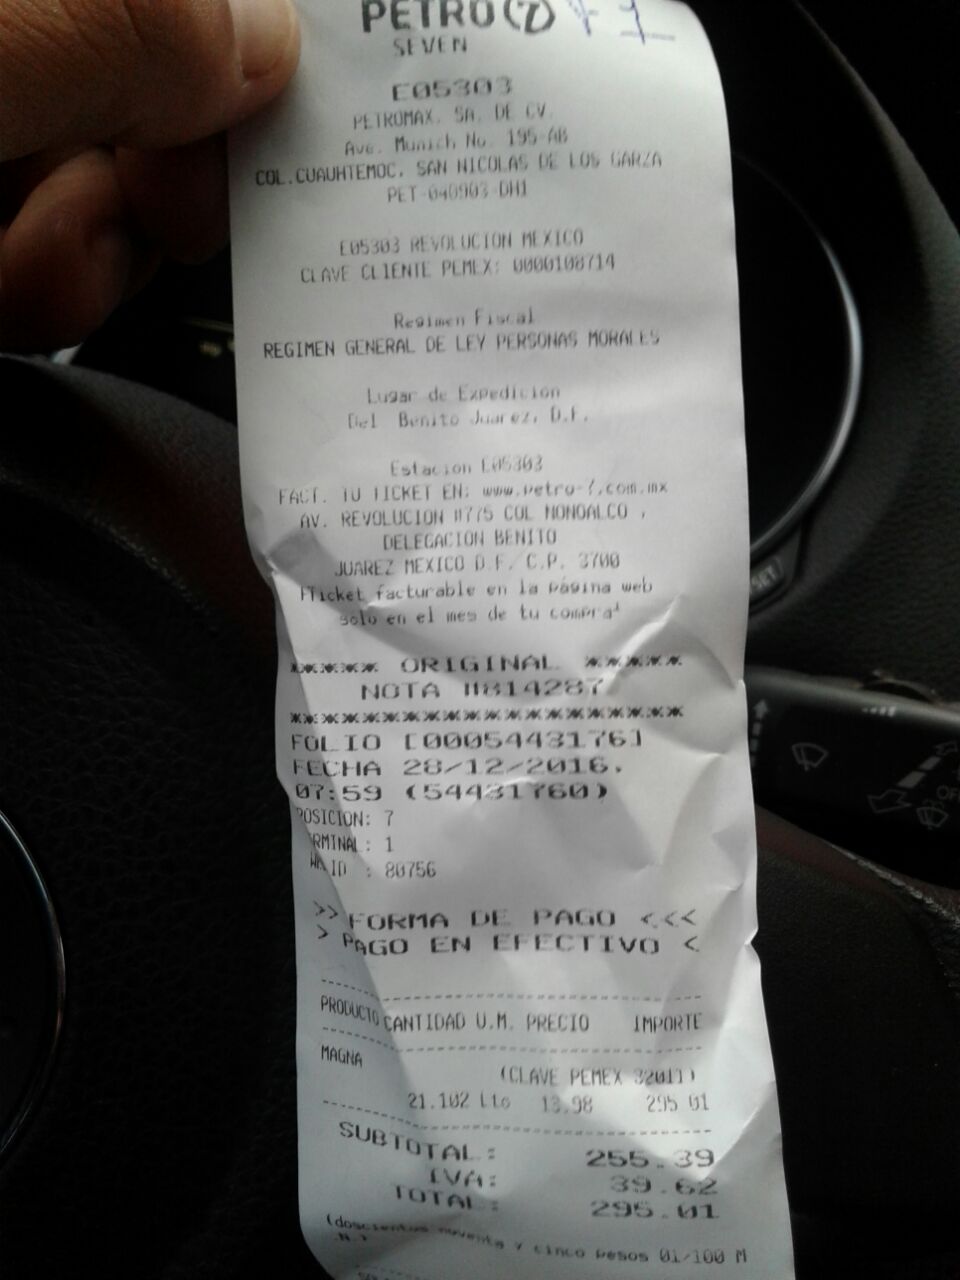 PETRO 7
SEVEN
E05303
PETROMAX. SA. DE CV.
Ave. Munich No. 195-AB
COL.CUAUHTEMOC. SAN NICOLAS DE LOS GARZA
PET-040903-DH1
E05303 REVOLUCION MEXICO
CLAVE CLIENTE PEMEX: 0000108714
Regimen Fiscal
REGIMEN GENERAL DE LEY PERSONAS MORALES
Lugar de Expedicion
Del Benito Juarez, D.F.
Estacion E05303
FACT. TU TICKET EN: www.petro-7.com.mx
AV. REVOLUCION #775 COL NONOALCO ,
DELEGACION BENITO
JUAREZ MEXICO D.F. C.P. 3700
Ticket facturable en la página web
solo en el mes de tu compra
***** ORIGINAL *****
NOTA #814287
********************
FOLIO [0005443176]
FECHA 28/12/2016.
07:59 (54431760)
POSICION: 7
RMINAL: 1
ID : 80756
>> FORMA DE PAGO <<<
> PAGO EN EFECTIVO <
PRODUCTO CANTIDAD U.M. PRECIO IMPORTE
MAGNA
(CLAVE PEMEX 32011)
21.102 Lts 13.98 295.01
SUBTOTAL: 255.39
IVA: 39.62
TOTAL: 295.01
(doscientos noventa y cinco pesos 01/100 M
.N.)